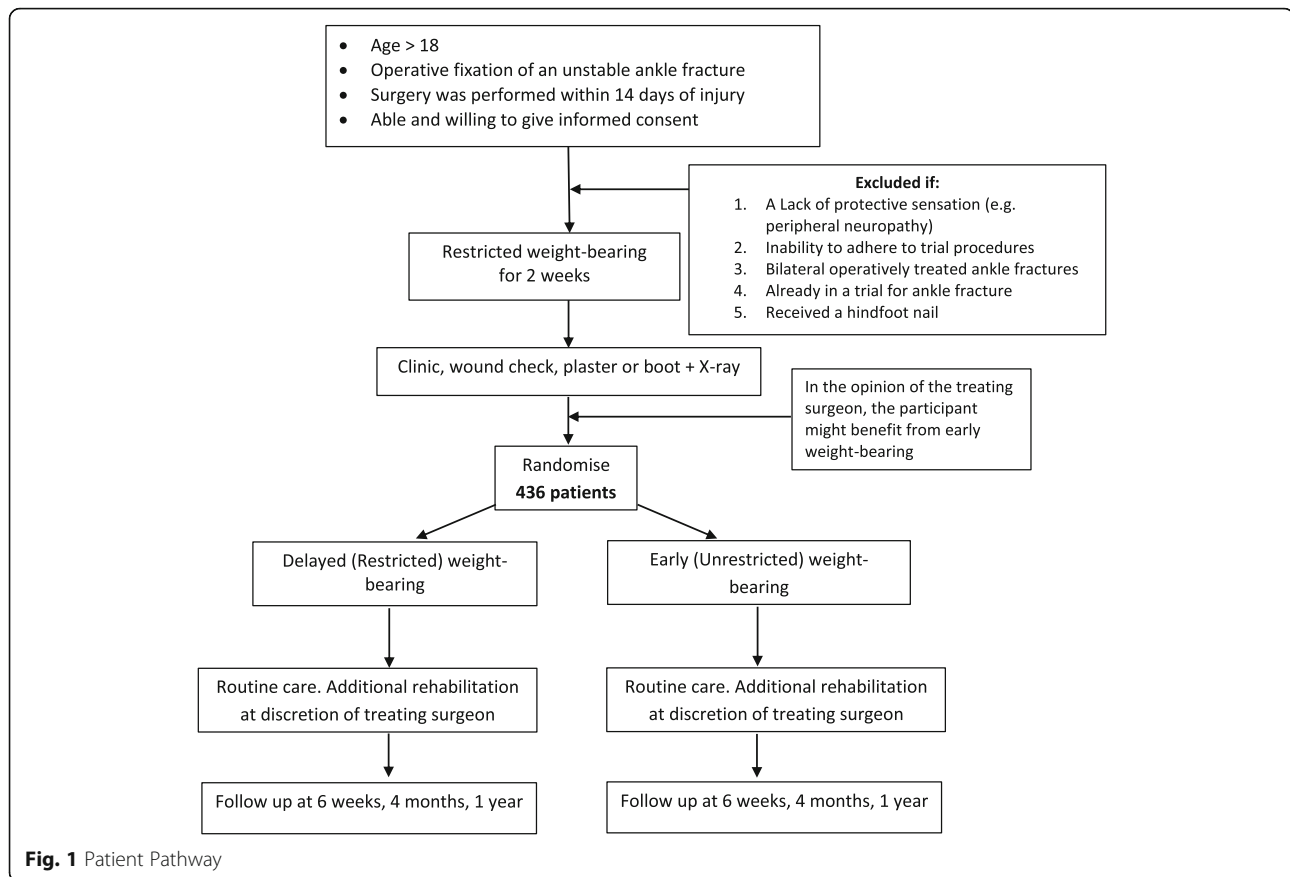 • Age > 18
• Operative fixation of an unstable ankle fracture
• Surgery was performed within 14 days of injury
• Able and willing to give informed consent
Excluded if:
1. A Lack of protective sensation (e.g.
peripheral neuropathy)
2. Inability to adhere to trial procedures
3. Bilateral operatively treated ankle fractures
4. Already in a trial for ankle fracture
5. Received a hindfoot nail
Restricted weight-bearing
for 2 weeks
Clinic, wound check, plaster or boot + X-ray
In the opinion of the treating
surgeon, the participant
might benefit from early
weight-bearing
Randomise
436 patients
Delayed (Restricted) weight-
bearing
Early (Unrestricted) weight-
bearing
Routine care. Additional rehabilitation
at discretion of treating surgeon
Routine care. Additional rehabilitation
at discretion of treating surgeon
Follow up at 6 weeks, 4 months, 1 year
Follow up at 6 weeks, 4 months, 1 year
Fig. 1 Patient Pathway